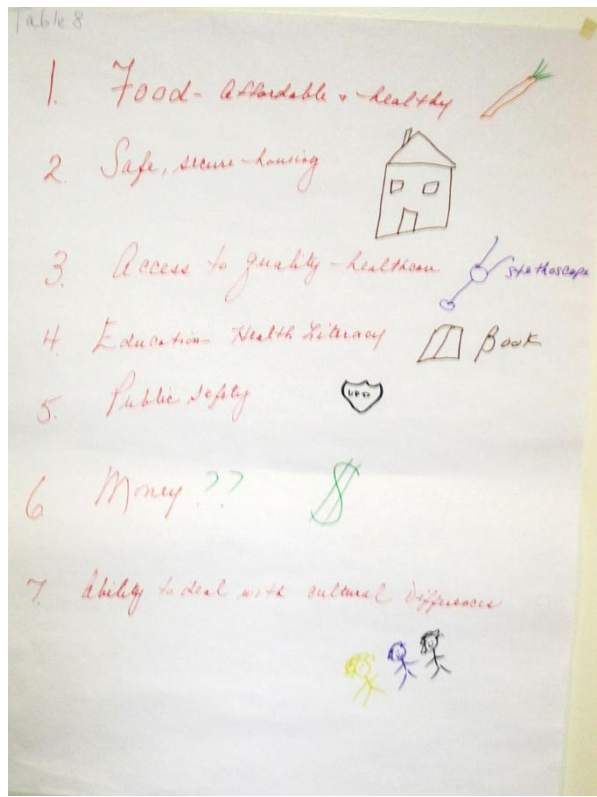 Table 8
1. Food - Affordable + healthy
2. Safe, secure housing
3. Access to quality healthcare
stethoscope
4. Education - Health Literacy
Book
5. Public safety
6 Money ??
$
7. Ability to deal with cultural Differences